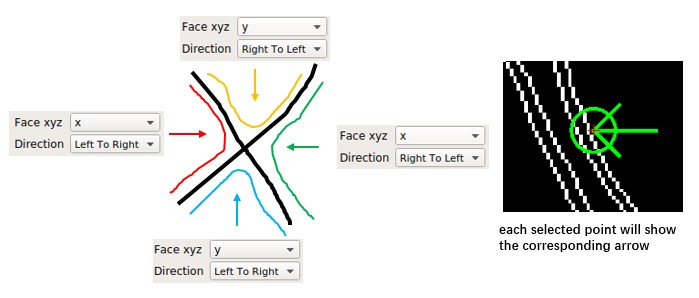 Face xyz y
Direction Right To Left
Face xyz x
Direction Left To Right
Face xyz x
Direction Right To Left
Face xyz y
Direction Left To Right
each selected point will show
the corresponding arrow